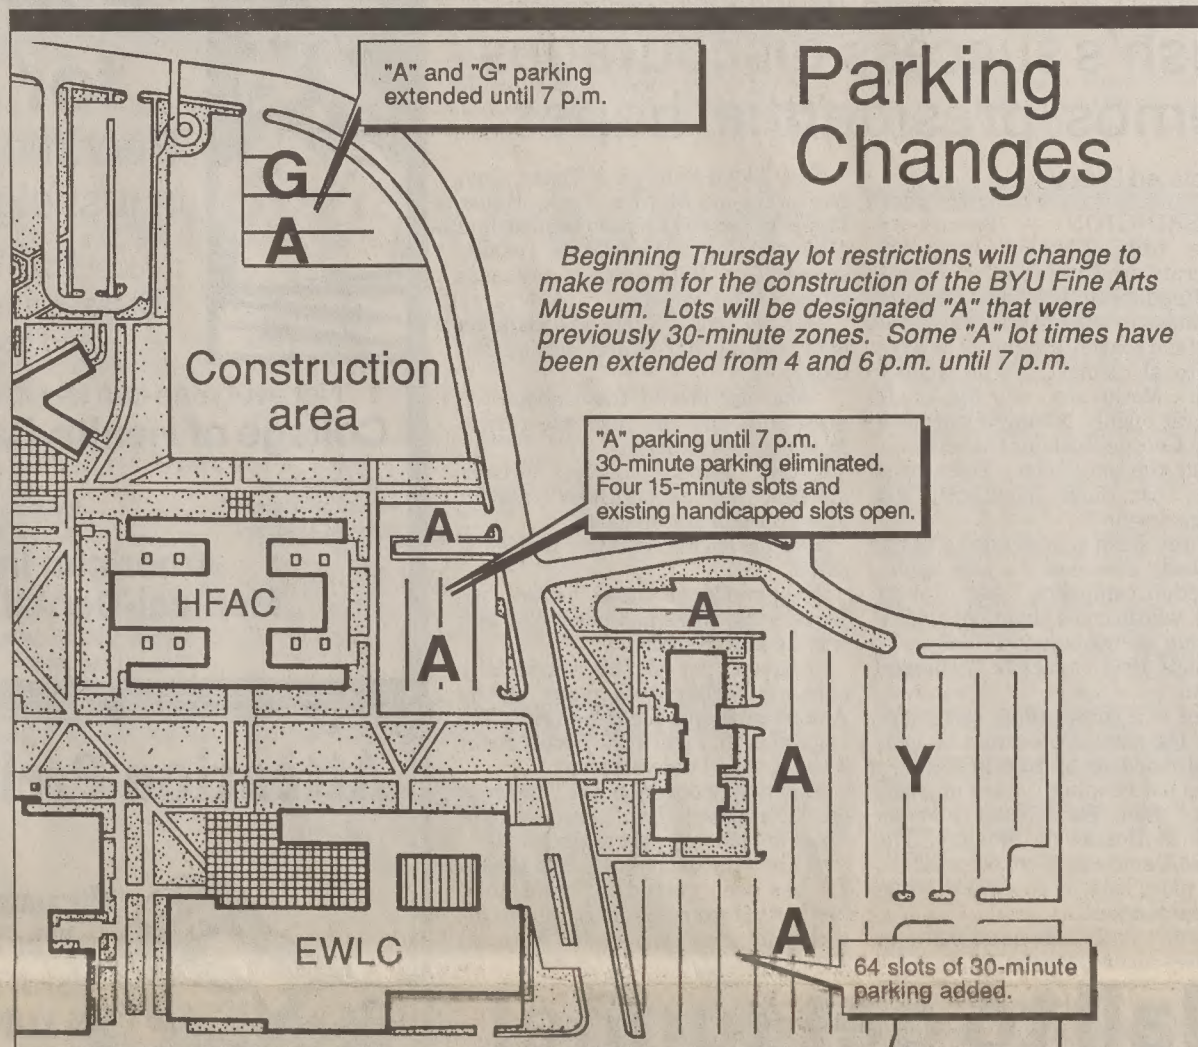 Parking
Changes
"A" and "G" parking
extended until 7 p.m.
G
A
Beginning Thursday lot restrictions will change to
make room for the construction of the BYU Fine Arts
Museum. Lots will be designated "A" that were
previously 30-minute zones. Some "A" lot times have
been extended from 4 and 6 p.m. until 7 p.m.
Construction
area
"A" parking until 7 p.m.
30-minute parking eliminated.
Four 15-minute slots and
existing handicapped slots open.
A
HFAC
A
A
A
Y
A
EWLC
64 slots of 30-minute
parking added.